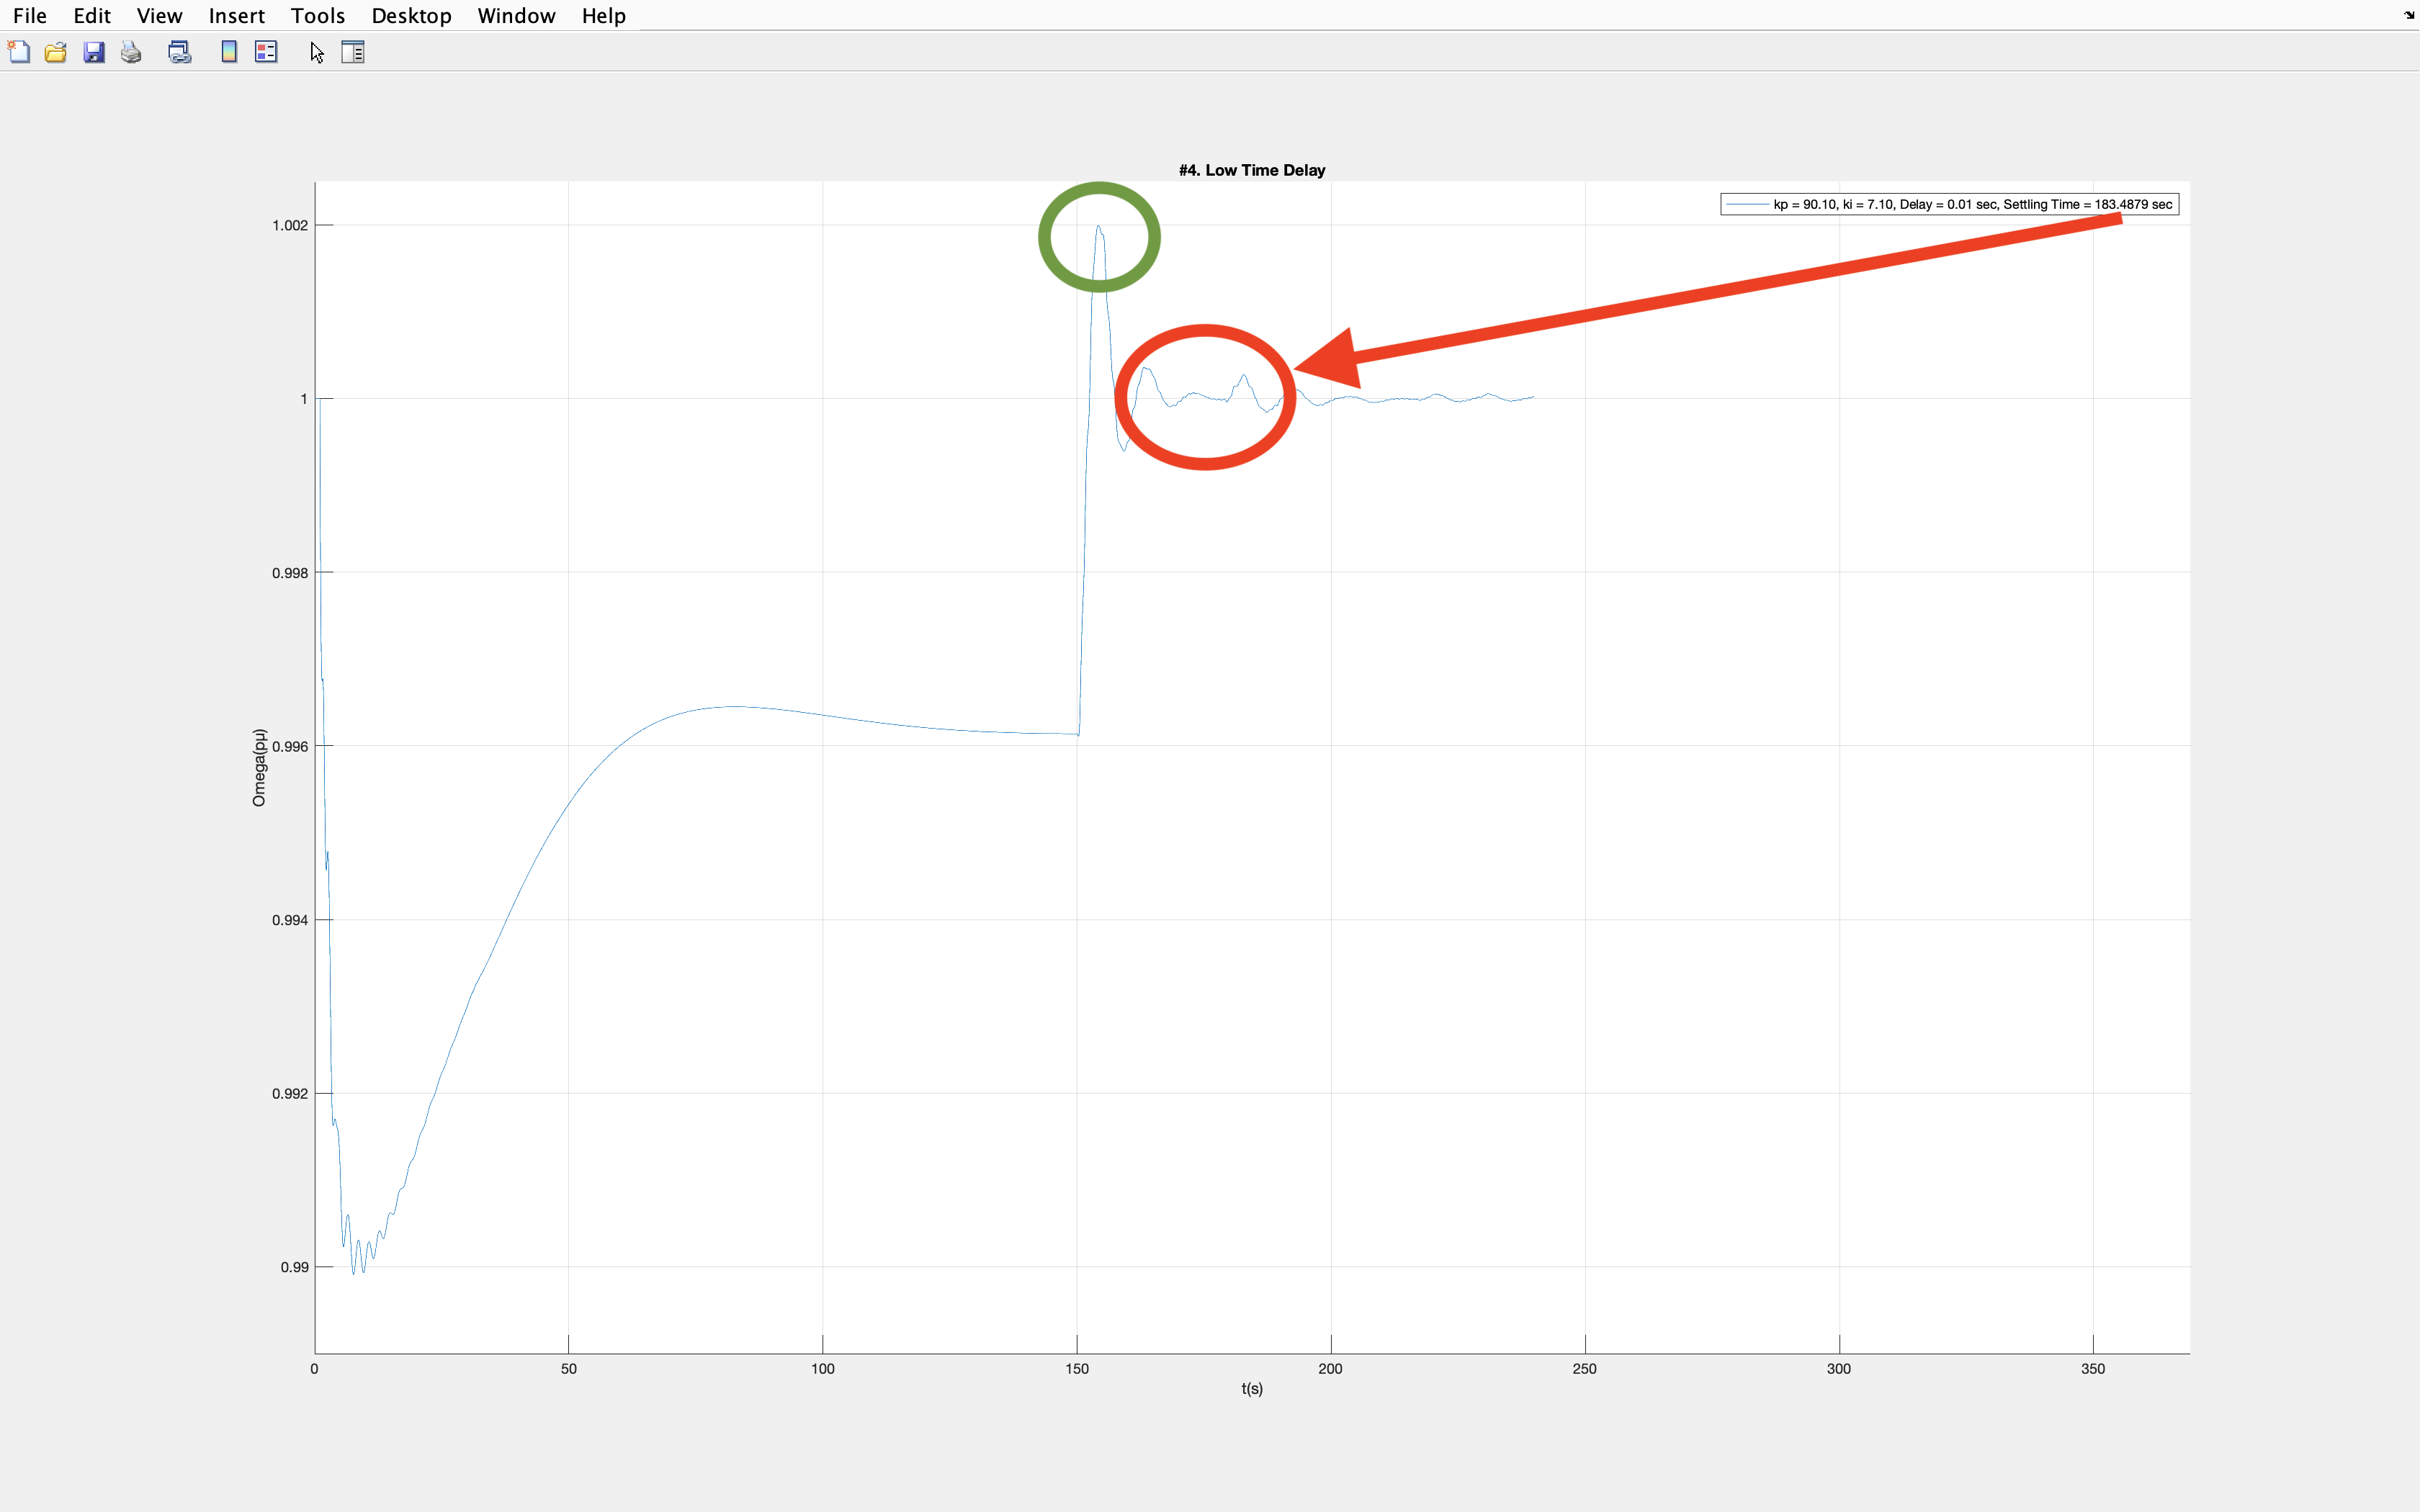 File Edit View Insert Tools Desktop Window Help
#4. Low Time Delay
kp = 90.10, ki = 7.10, Delay = 0.01 sec, Settling Time = 183.4879 sec
1.002
1
0.998
0.996
0.994
0.992
0.99
Omega(pμ)
0 50 100 150 200 250 300 350
t(s)